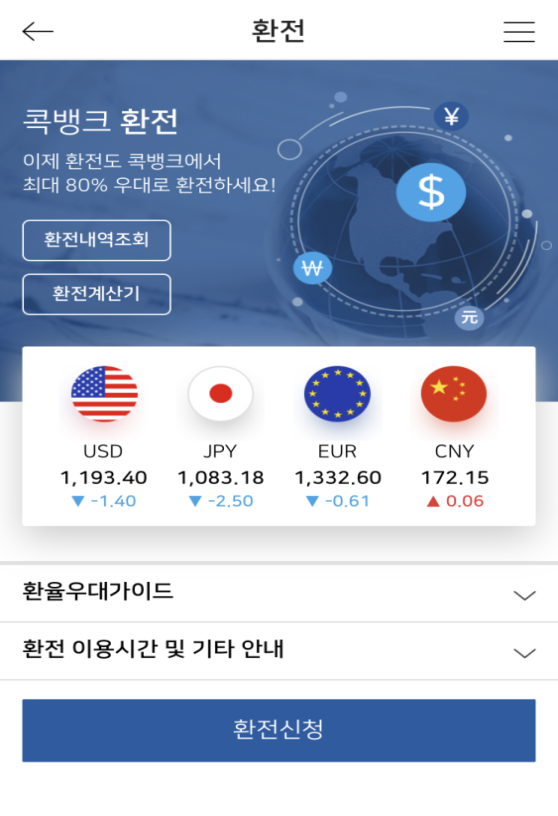 환전
콕뱅크 환전
이제 환전도 콕뱅크에서
최대 80% 우대로 환전하세요!
환전내역조회
환전계산기
¥
$
₩
元
USD JPY EUR CNY
1,193.40 1,083.18 1,332.60 172.15
▼ -1.40 ▼ -2.50 ▼ -0.61 ▲ 0.06
환율우대가이드
환전 이용시간 및 기타 안내
환전신청